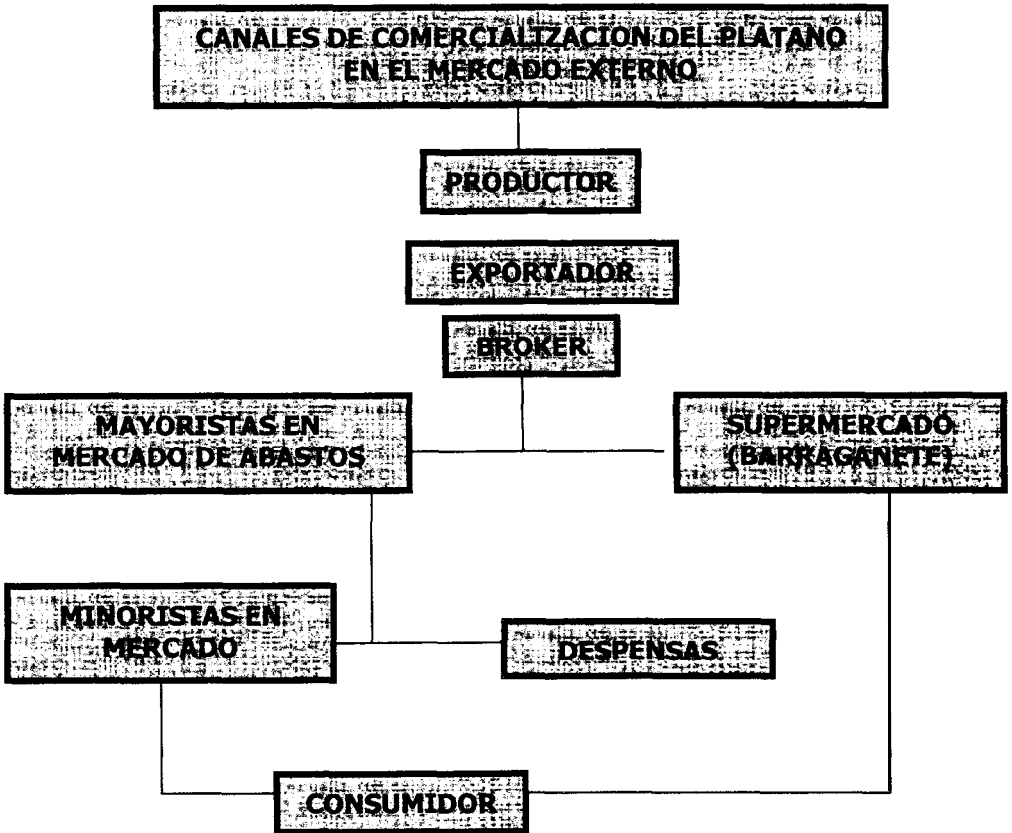 CANALES DE COMERCIALIZACION DEL PLATANO
EN EL MERCADO EXTERNO
PRODUCTOR
EXPORTADOR
BROKER
MAYORISTAS EN
MERCADO DE ABASTOS
SUPERMERCADO
(BARRAGANETE)
MINORISTAS EN
MERCADO
DESPENSAS
CONSUMIDOR